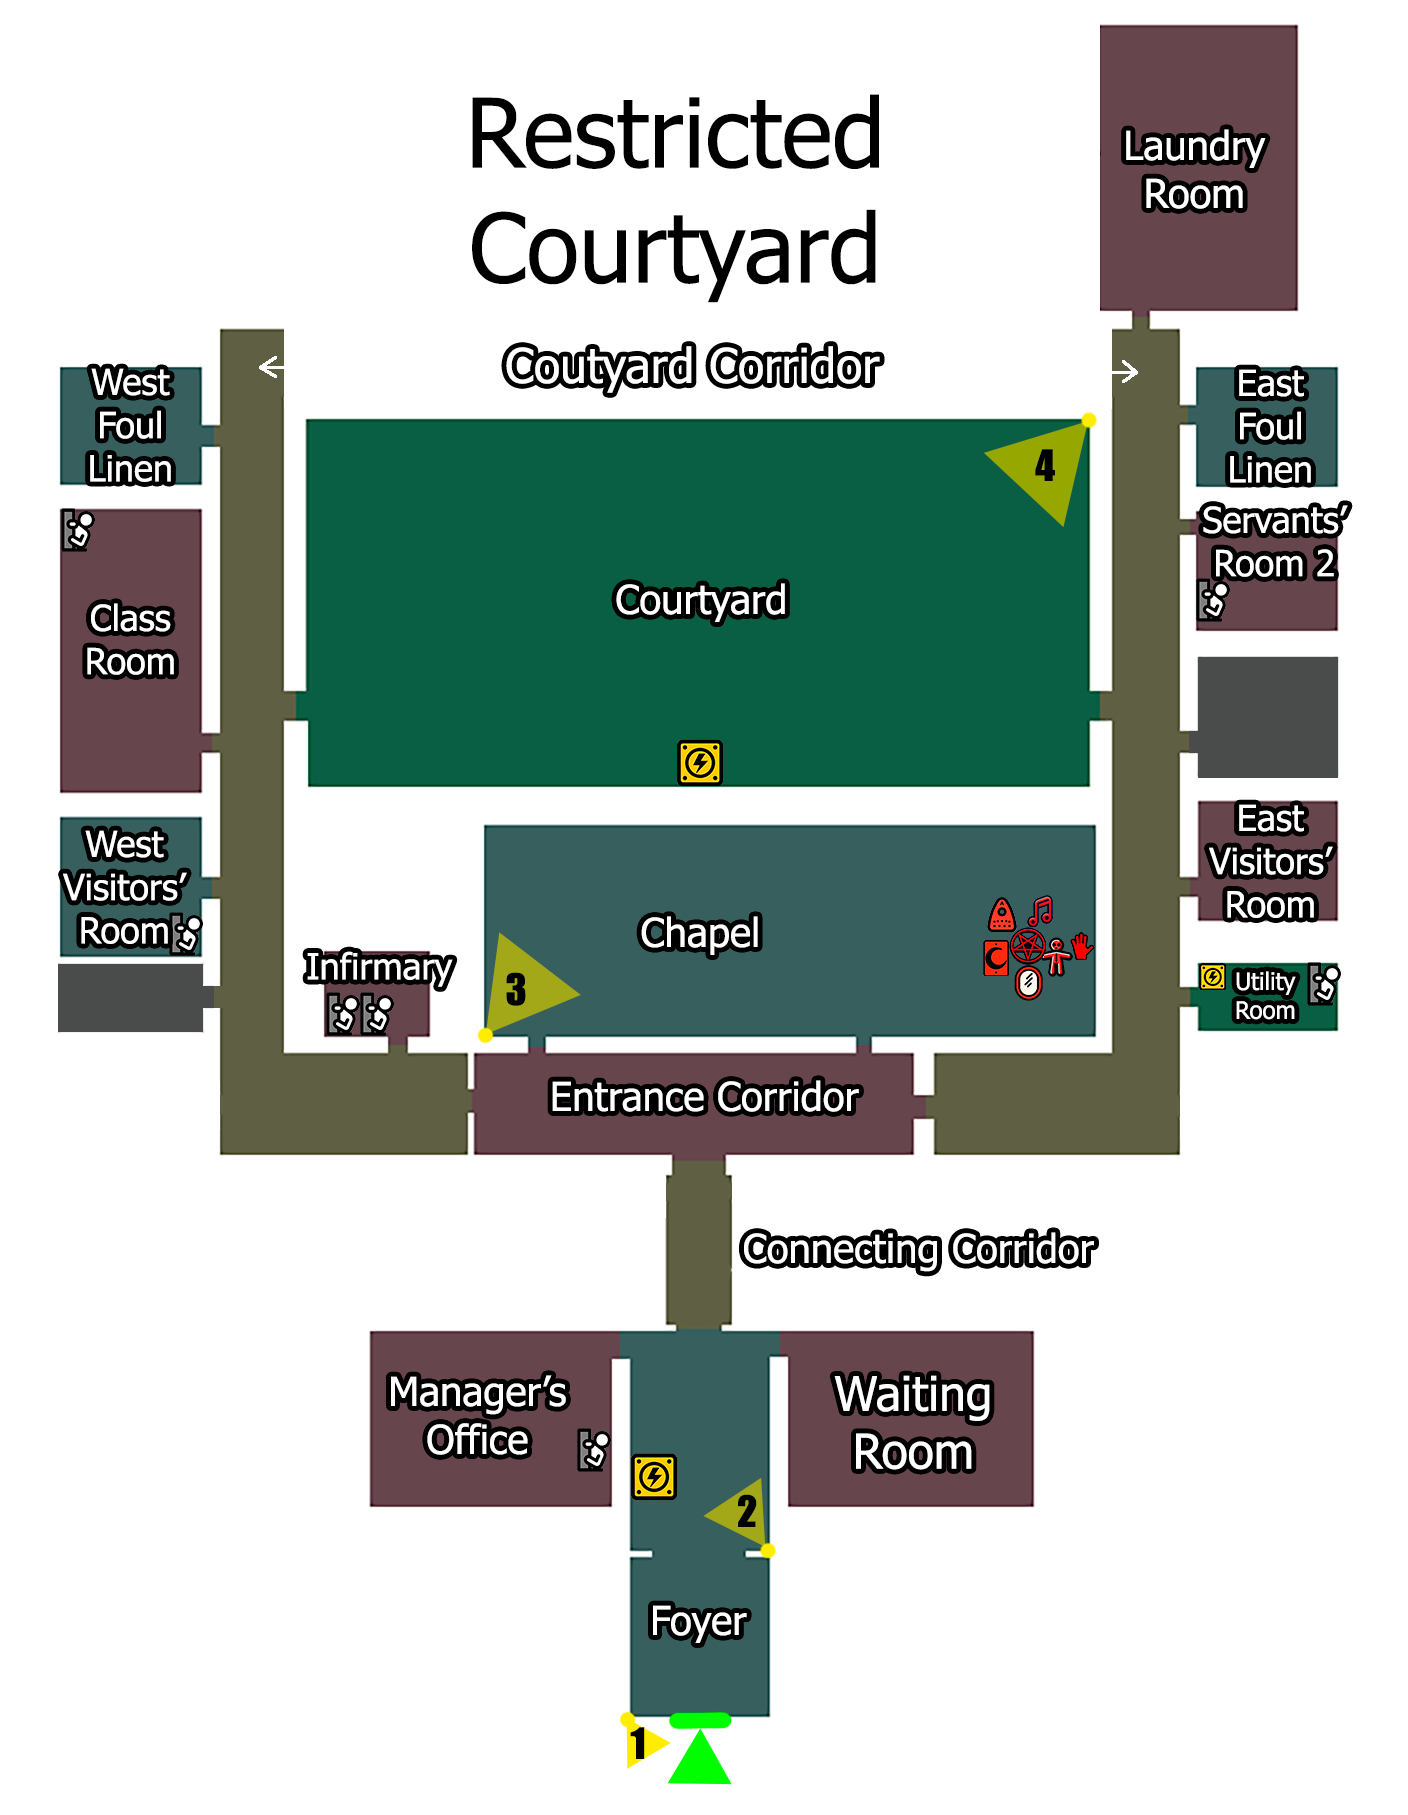 Restricted
Courtyard
Laundry
Room
Coutyard Corridor
West
Foul
Linen
East
Foul
Linen
4
Servants’
Room 2
Class
Room
Courtyard
West
Visitors’
Room
East
Visitors’
Room
Chapel
Infirmary
3
Utility
Room
Entrance Corridor
Connecting Corridor
Manager’s
Office
Waiting
Room
2
Foyer
1